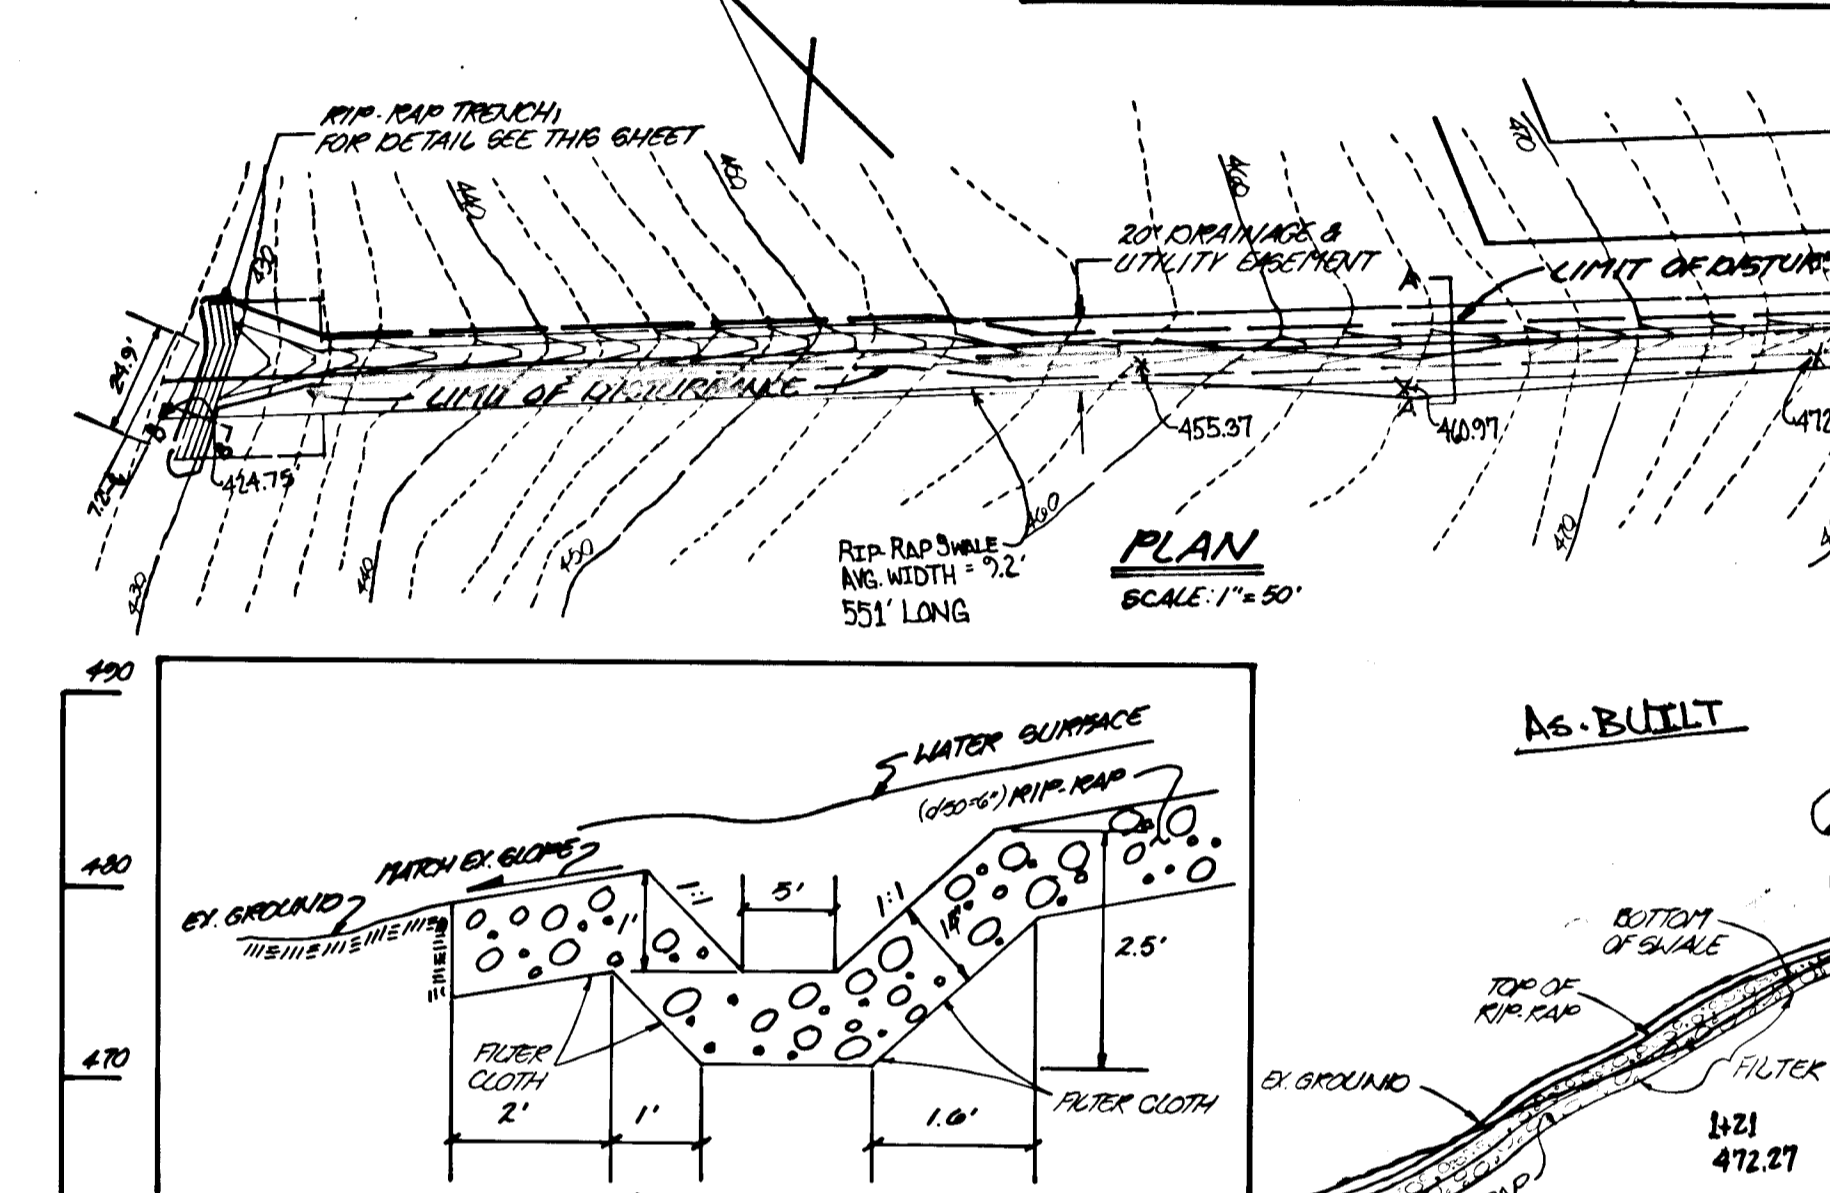 RIP-RAP TRENCH,
FOR DETAIL SEE THIS SHEET
430
440
460
460
470
20' DRAINAGE &
UTILITY EASEMENT
A
LIMIT OF DISTURB
24.9'
LIMIT OF DISTURBANCE
B
B
A
455.37
460.97
472
424.75
430
440
450
460
470
RIP-RAP SWALE
AVG. WIDTH = 9.2'
551' LONG
PLAN
SCALE: 1"=50'
490
480
470
WATER SURFACE
(d50=6") RIP-RAP
MATCH EX. SLOPE
EX. GROUND
1'
1:1
5'
1:1
2.5'
FILTER
CLOTH
FILTER CLOTH
2'
1'
1.6'
AS-BUILT
BOTTOM
OF SWALE
TOP OF
RIP-RAP
EX. GROUND
FILTER
1+21
472.27